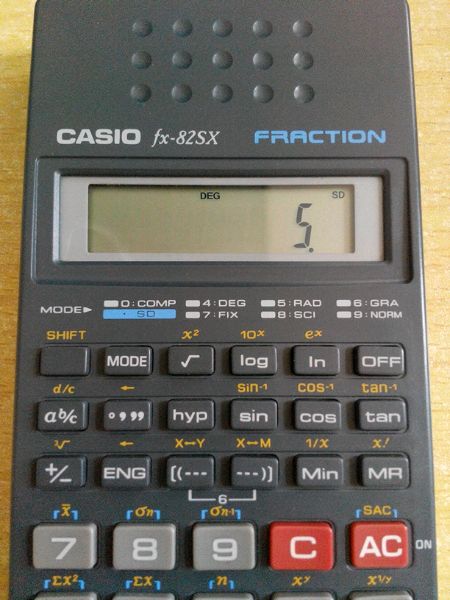 CASIO fx-82SX FRACTION
DEG SD
5.
MODE► 0:COMP 4:DEG 5:RAD 6:GRA
· SD 7:FIX 8:SCI 9:NORM
SHIFT x² 10ˣ eˣ
MODE √ log ln OFF
d/c ← sin⁻¹ cos⁻¹ tan⁻¹
a b/c °,,, hyp sin cos tan
³√ ← X↔Y X↔M 1/x x!
+/− ENG [(--- ---)] Min MR
6
x̄ σn σn-1 SAC
7 8 9 C AC ON
Σx² Σx n xʸ x¹/ʸ